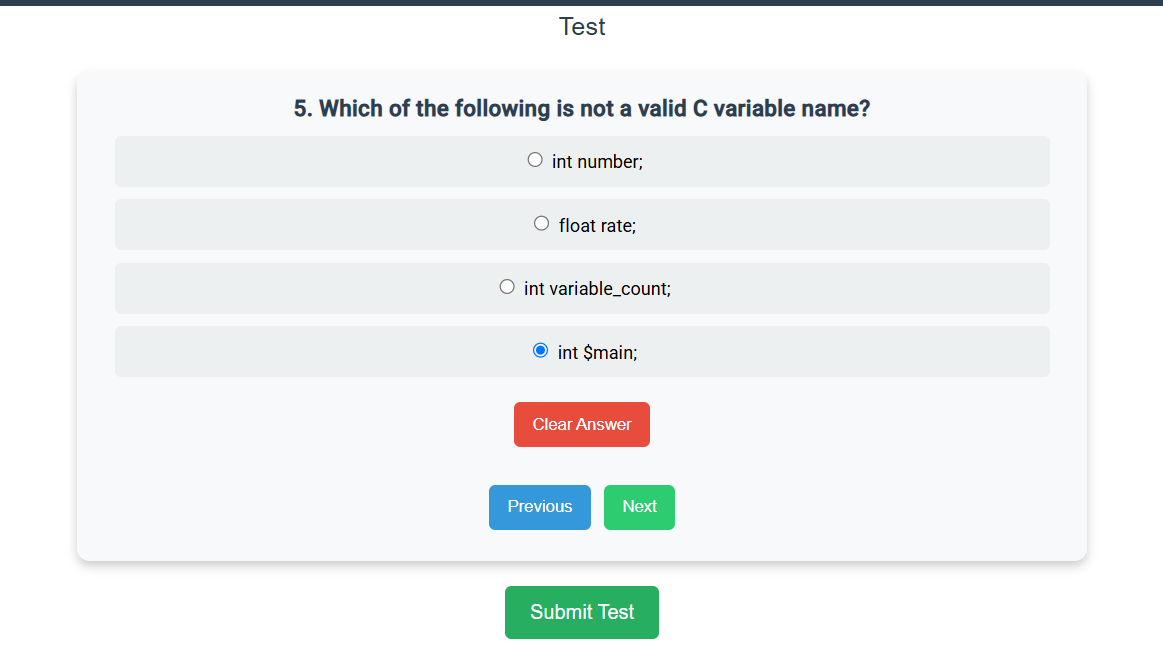 Test
5. Which of the following is not a valid C variable name?
int number;
float rate;
int variable_count;
int $main;
Clear Answer
Previous Next
Submit Test